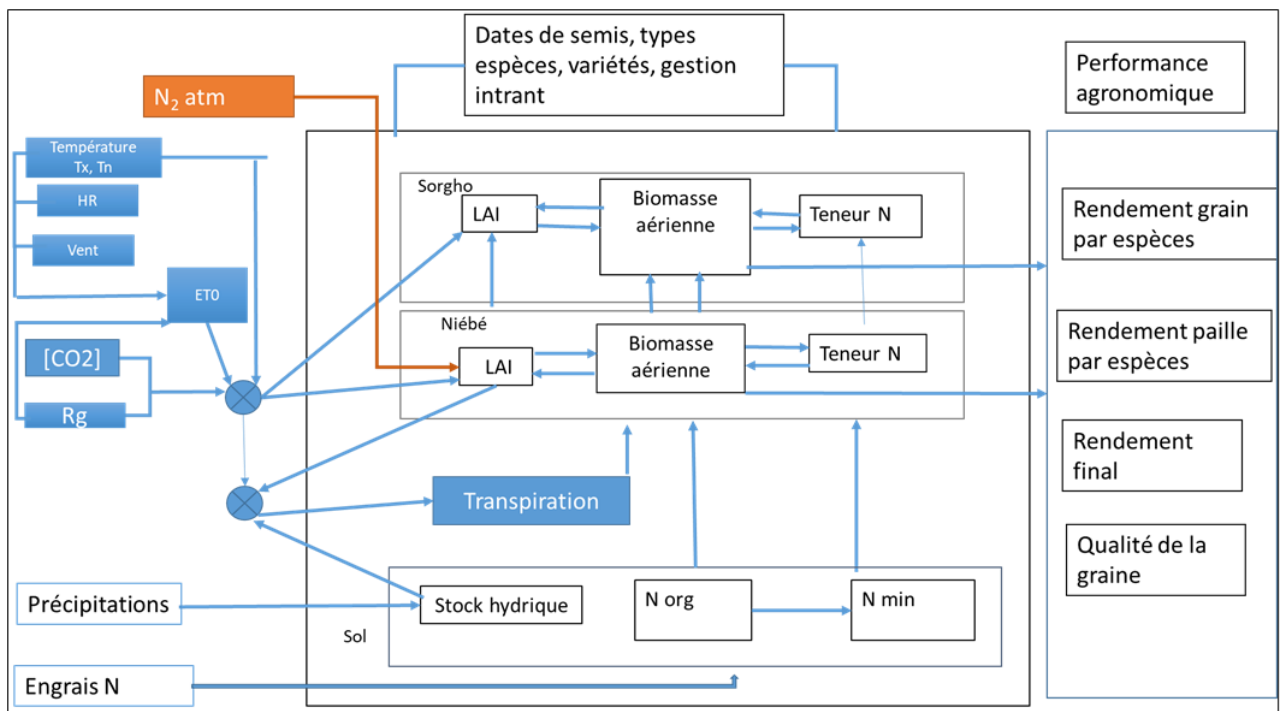 Dates de semis, types
espèces, variétés, gestion
intrant
Performance
agronomique
N₂ atm
Température
Tx, Tn
HR
Vent
ET0
[CO2]
Rg
Sorgho
LAI
Biomasse
aérienne
Teneur N
Niébé
LAI
Biomasse
aérienne
Teneur N
Rendement grain
par espèces
Rendement paille
par espèces
Rendement
final
Qualité de la
graine
Transpiration
Précipitations
Stock hydrique
N org
N min
Sol
Engrais N